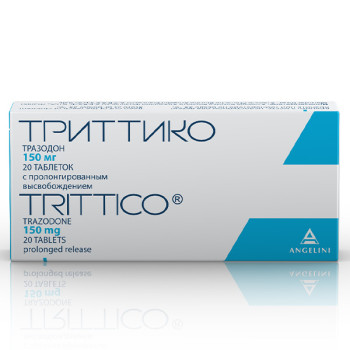 ТРИТТИКО
ТРАЗОДОН
150 мг
20 ТАБЛЕТОК
с пролонгированным
высвобождением
TRITTICO®
TRAZODONE
150 mg
20 TABLETS
prolonged release
ANGELINI